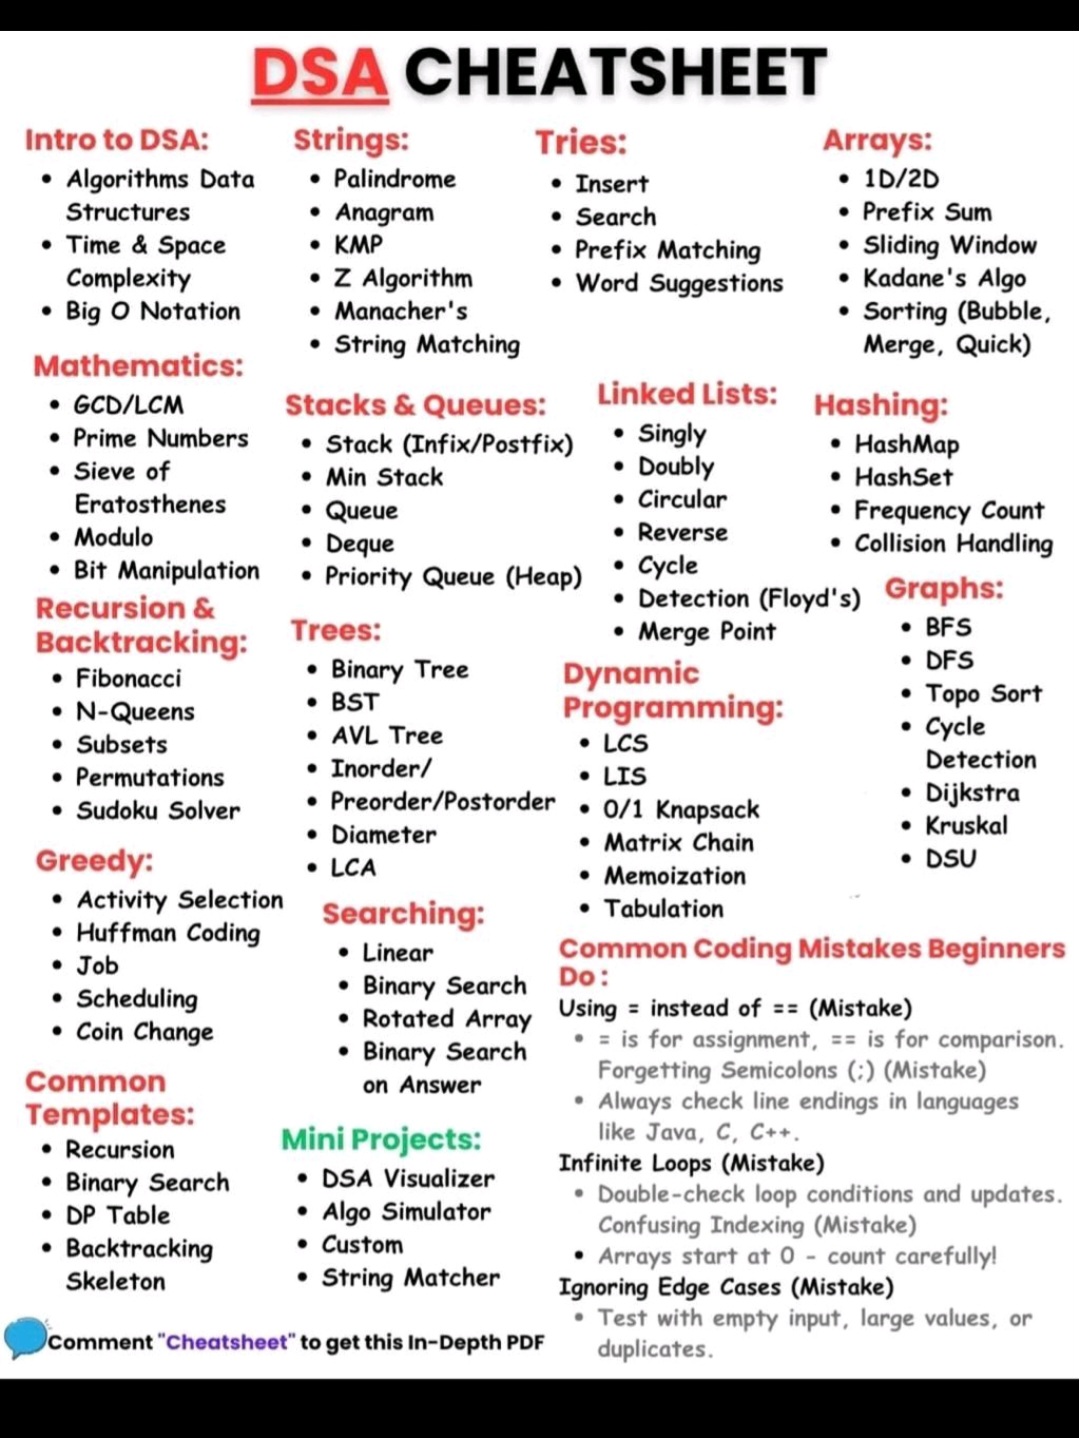 DSA CHEATSHEET
Intro to DSA:
• Algorithms Data
Structures
• Time & Space
Complexity
• Big O Notation
Strings:
• Palindrome
• Anagram
• KMP
• Z Algorithm
• Manacher's
• String Matching
Tries:
• Insert
• Search
• Prefix Matching
• Word Suggestions
Arrays:
• 1D/2D
• Prefix Sum
• Sliding Window
• Kadane's Algo
• Sorting (Bubble,
Merge, Quick)
Mathematics:
• GCD/LCM
• Prime Numbers
• Sieve of
Eratosthenes
• Modulo
• Bit Manipulation
Stacks & Queues:
• Stack (Infix/Postfix)
• Min Stack
• Queue
• Deque
• Priority Queue (Heap)
Linked Lists:
• Singly
• Doubly
• Circular
• Reverse
• Cycle
• Detection (Floyd's)
• Merge Point
Hashing:
• HashMap
• HashSet
• Frequency Count
• Collision Handling
Recursion &
Backtracking:
• Fibonacci
• N-Queens
• Subsets
• Permutations
• Sudoku Solver
Trees:
• Binary Tree
• BST
• AVL Tree
• Inorder/
• Preorder/Postorder
• Diameter
• LCA
Dynamic
Programming:
• LCS
• LIS
• 0/1 Knapsack
• Matrix Chain
• Memoization
• Tabulation
Graphs:
• BFS
• DFS
• Topo Sort
• Cycle
Detection
• Dijkstra
• Kruskal
• DSU
Greedy:
• Activity Selection
• Huffman Coding
• Job
• Scheduling
• Coin Change
Searching:
• Linear
• Binary Search
• Rotated Array
• Binary Search
on Answer
Common
Templates:
• Recursion
• Binary Search
• DP Table
• Backtracking
Skeleton
Mini Projects:
• DSA Visualizer
• Algo Simulator
• Custom
• String Matcher
Common Coding Mistakes Beginners
Do :
Using = instead of == (Mistake)
• = is for assignment, == is for comparison.
Forgetting Semicolons (;) (Mistake)
• Always check line endings in languages
like Java, C, C++.
Infinite Loops (Mistake)
• Double-check loop conditions and updates.
Confusing Indexing (Mistake)
• Arrays start at 0 - count carefully!
Ignoring Edge Cases (Mistake)
• Test with empty input, large values, or
duplicates.
Comment "Cheatsheet" to get this In-Depth PDF